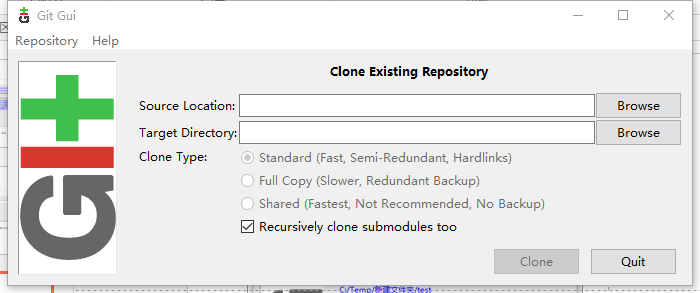 Git Gui
Repository Help
Clone Existing Repository
Source Location: Browse
Target Directory: Browse
Clone Type: Standard (Fast, Semi-Redundant, Hardlinks)
Full Copy (Slower, Redundant Backup)
Shared (Fastest, Not Recommended, No Backup)
Recursively clone submodules too
Clone Quit
C:/Temp/新建文件夹/test